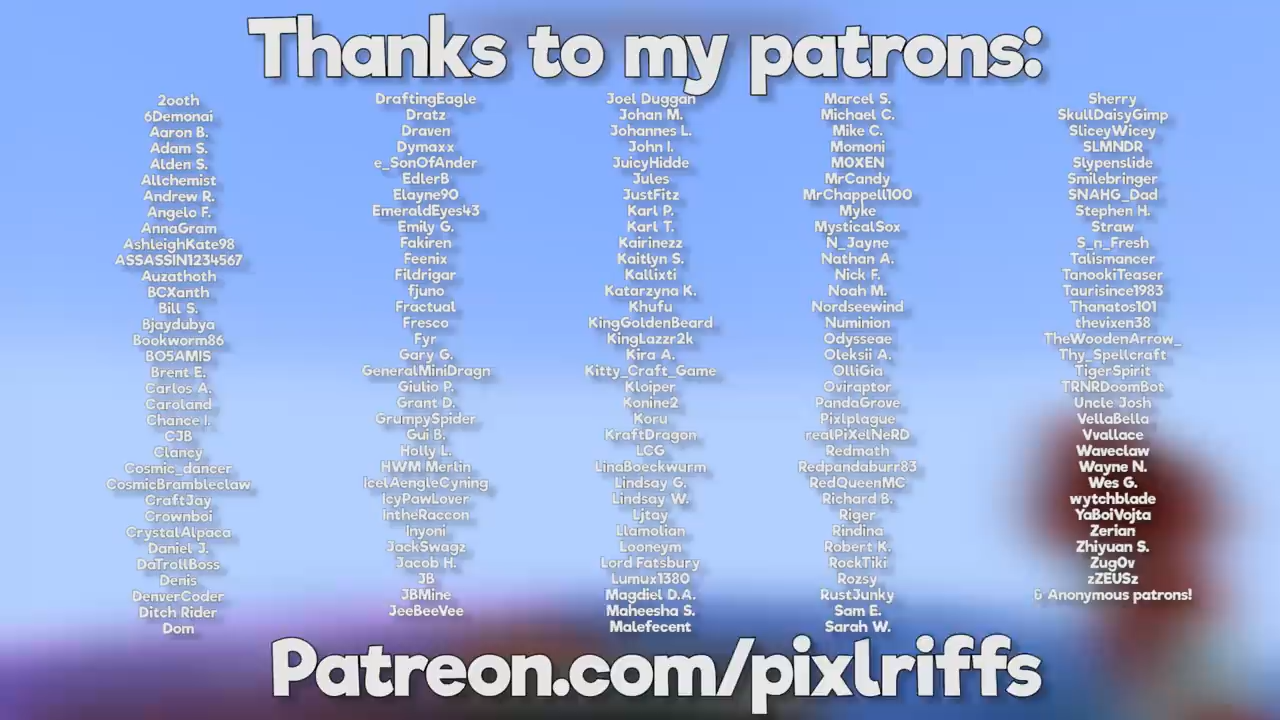 Thanks to my patrons:
2ooth
6Demonai
Aaron B.
Adam S.
Alden S.
Allchemist
Andrew R.
Angelo F.
AnnaGram
AshleighKate98
ASSASSIN1234567
Auzathoth
BCXanth
Bill S.
Bjaydubya
Bookworm86
BO5AMIS
Brent E.
Carlos A.
Caroland
Chance I.
CJB
Clancy
Cosmic_dancer
CosmicBrambleclaw
CraftJay
Crownboi
CrystalAlpaca
Daniel J.
DaTrollBoss
Denis
DenverCoder
Ditch Rider
Dom
DraftingEagle
Dratz
Draven
Dymaxx
e_SonOfAnder
EdlerB
Elayne90
EmeraldEyes43
Emily G.
Fakiren
Feenix
Fildrigar
fjuno
Fractual
Fresco
Fyr
Gary G.
GeneralMiniDragn
Giulio P.
Grant D.
GrumpySpider
Gui B.
Holly L.
HWM Merlin
IcelAengleCyning
IcyPawLover
IntheRaccon
Inyoni
JackSwagz
Jacob H.
JB
JBMine
JeeBeeVee
Joel Duggan
Johan M.
Johannes L.
John I.
JuicyHidde
Jules
JustFitz
Karl P.
Karl T.
Kairinezz
Kaitlyn S.
Kallixti
Katarzyna K.
Khufu
KingGoldenBeard
KingLazzr2k
Kira A.
Kitty_Craft_Game
Kloiper
Konine2
Koru
KraftDragon
LCG
LinaBoeckwurm
Lindsay G.
Lindsay W.
Ljtay
Llamolian
Looneym
Lord Fatsbury
Lumux1380
Magdiel D.A.
Maheesha S.
Malefecent
Marcel S.
Michael C.
Mike C.
Momoni
MOXEN
MrCandy
MrChappell100
Myke
MysticalSox
N_Jayne
Nathan A.
Nick F.
Noah M.
Nordseewind
Numinion
Odysseae
Oleksii A.
OlliGia
Oviraptor
PandaGrove
Pixlplague
realPiXelNeRD
Redmath
Redpandaburr83
RedQueenMC
Richard B.
Riger
Rindina
Robert K.
RockTiki
Rozsy
RustJunky
Sam E.
Sarah W.
Sherry
SkullDaisyGimp
SliceyWicey
SLMNDR
Slypenslide
Smilebringer
SNAHG_Dad
Stephen H.
Straw
S_n_Fresh
Talismancer
TanookiTeaser
Taurisince1983
Thanatos101
thevixen38
TheWoodenArrow_
Thy_Spellcraft
TigerSpirit
TRNRDoomBot
Uncle Josh
VellaBella
Vvallace
Waveclaw
Wayne N.
Wes G.
wytchblade
YaBoiVojta
Zerian
Zhiyuan S.
ZugOv
zZEUSz
& Anonymous patrons!
Patreon.com/pixlriffs